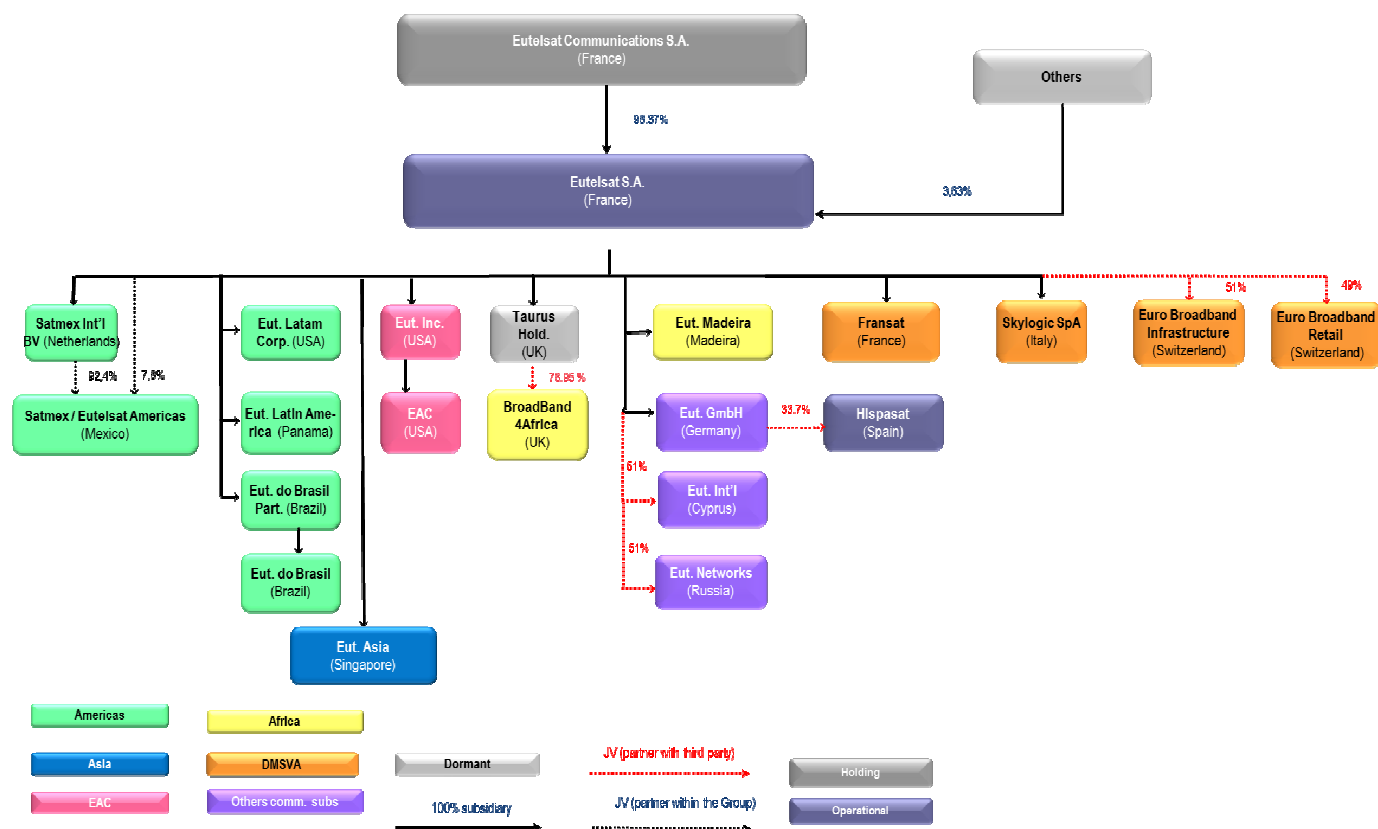 Eutelsat Communications S.A.
(France)
Others
96.37%
Eutelsat S.A.
(France)
3,63%
51%
49%
Satmex Int'l
BV (Netherlands)
Eut. Latam
Corp. (USA)
Eut. Inc.
(USA)
Taurus
Hold.
(UK)
Eut. Madeira
(Madeira)
Fransat
(France)
Skylogic SpA
(Italy)
Euro Broadband
Infrastructure
(Switzerland)
Euro Broadband
Retail
(Switzerland)
92,4%
7,6%
76.95 %
Satmex / Eutelsat Americas
(Mexico)
Eut. Latin Ame-
rica (Panama)
EAC
(USA)
BroadBand
4Africa
(UK)
Eut. GmbH
(Germany)
33.7%
Hispasat
(Spain)
51%
Eut. do Brasil
Part. (Brazil)
Eut. Int'l
(Cyprus)
51%
Eut. do Brasil
(Brazil)
Eut. Networks
(Russia)
Eut. Asia
(Singapore)
Americas
Africa
Asia
DMSVA
Dormant
JV (partner with third party)
Holding
EAC
Others comm. subs
100% subsidiary
JV (partner within the Group)
Operational